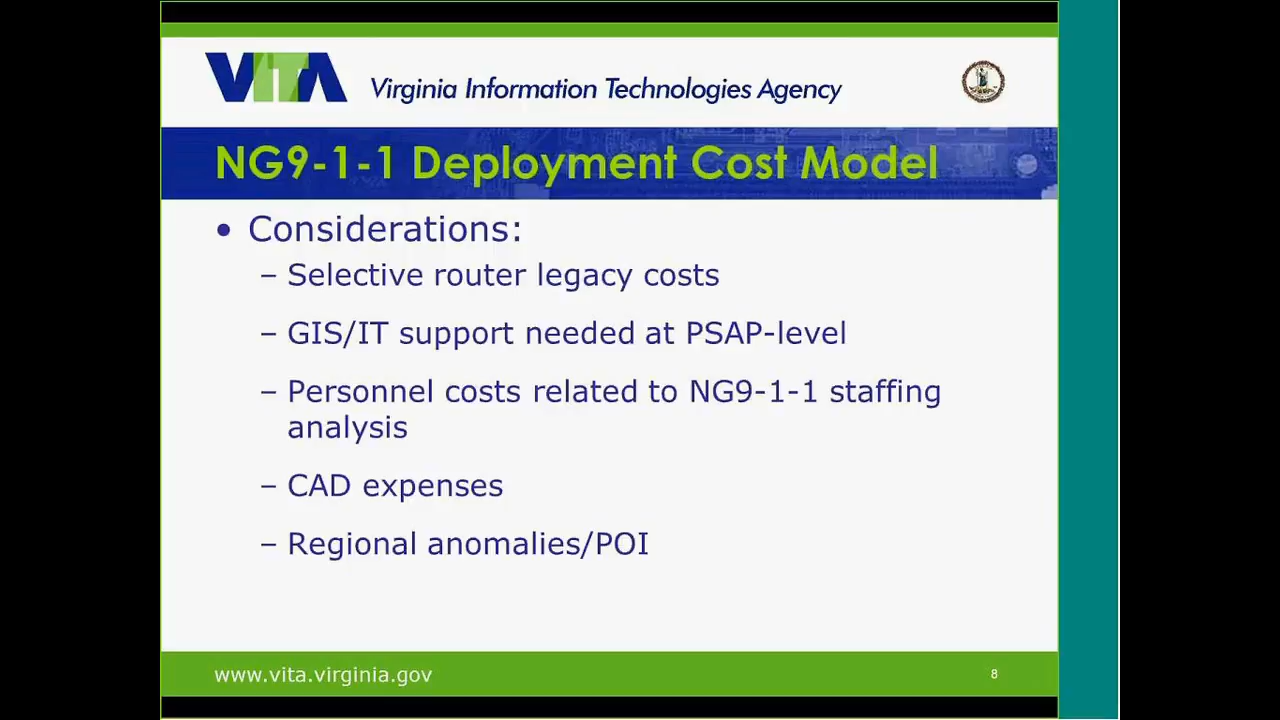 VITA Virginia Information Technologies Agency
NG9-1-1 Deployment Cost Model
• Considerations:
– Selective router legacy costs
– GIS/IT support needed at PSAP-level
– Personnel costs related to NG9-1-1 staffing
analysis
– CAD expenses
– Regional anomalies/POI
www.vita.virginia.gov 8